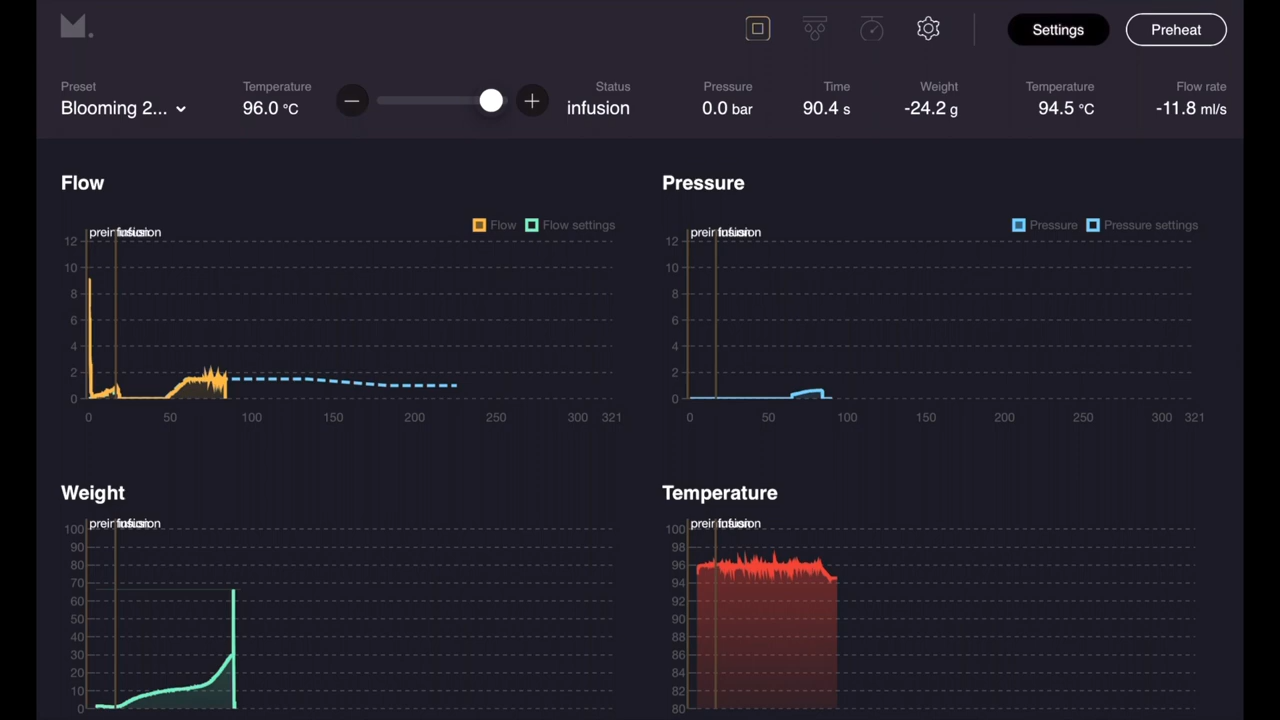 M.
Settings
Preheat
Preset
Blooming 2...
Temperature
96.0 °C
Status
infusion
Pressure
0.0 bar
Time
90.4 s
Weight
-24.2 g
Temperature
94.5 °C
Flow rate
-11.8 ml/s
Flow
Flow
Flow settings
infusion
12
10
8
6
4
2
0
0 50 100 150 200 250 300 321
Pressure
Pressure
Pressure settings
infusion
12
10
8
6
4
2
0
0 50 100 150 200 250 300 321
Weight
infusion
100
90
80
70
60
50
40
30
20
10
0
Temperature
infusion
100
98
96
94
92
90
88
86
84
82
80